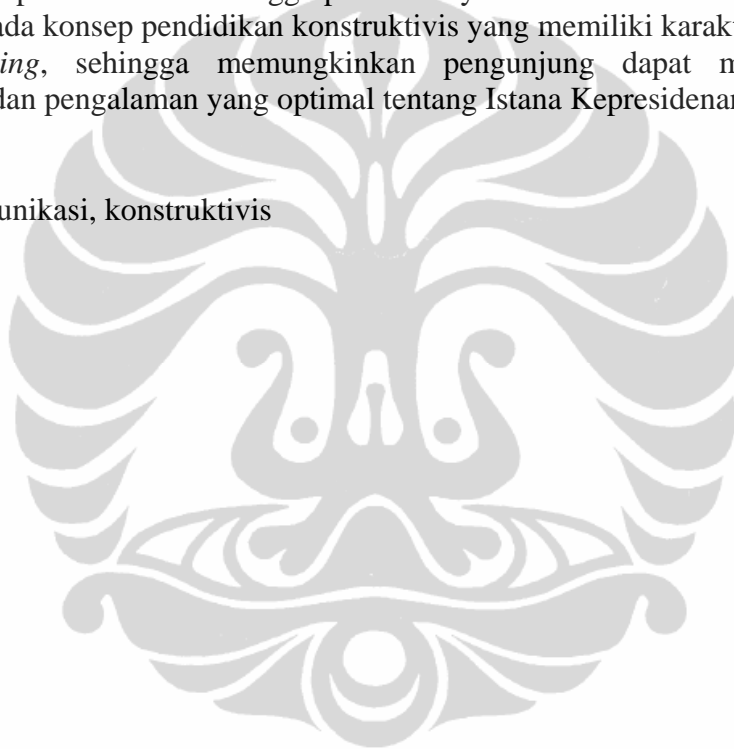 ada konsep pendidikan konstruktivis yang memiliki karakt
ing, sehingga memungkinkan pengunjung dapat m
dan pengalaman yang optimal tentang Istana Kepresidenan
unikasi, konstruktivis